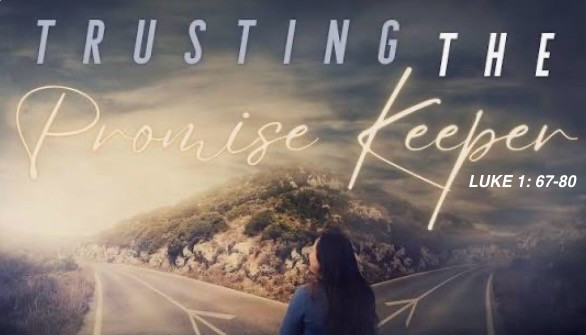 TRUSTING THE
Promise Keeper
LUKE 1: 67-80